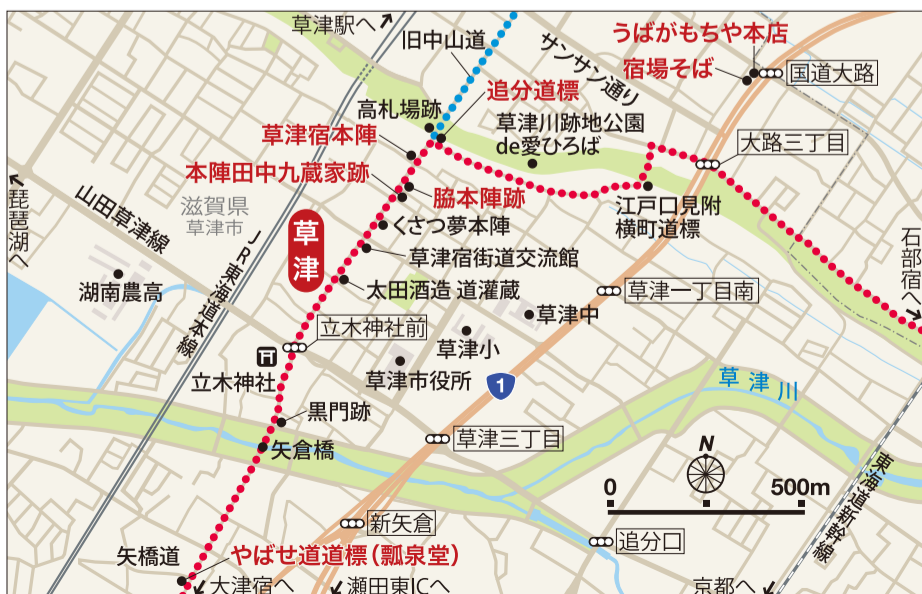 草津駅へ
旧中山道
サンサン通り
うばがもちや本店
宿場そば
国道大路
高札場跡
追分道標
草津宿本陣
草津川跡地公園
de愛ひろば
大路三丁目
本陣田中九蔵家跡
脇本陣跡
江戸口見附
横町道標
琵琶湖へ
山田草津線
滋賀県
草津市
くさつ夢本陣
石部宿へ
草津
草津宿街道交流館
JR東海道本線
湖南農高
太田酒造 道灌蔵
草津一丁目南
立木神社前
草津中
草津小
立木神社
草津市役所
1
草津川
黒門跡
矢倉橋
草津三丁目
N
0 500m
東海道新幹線
新矢倉
追分口
矢橋道
やばせ道道標（瓢泉堂）
大津宿へ
瀬田東ICへ
京都へ